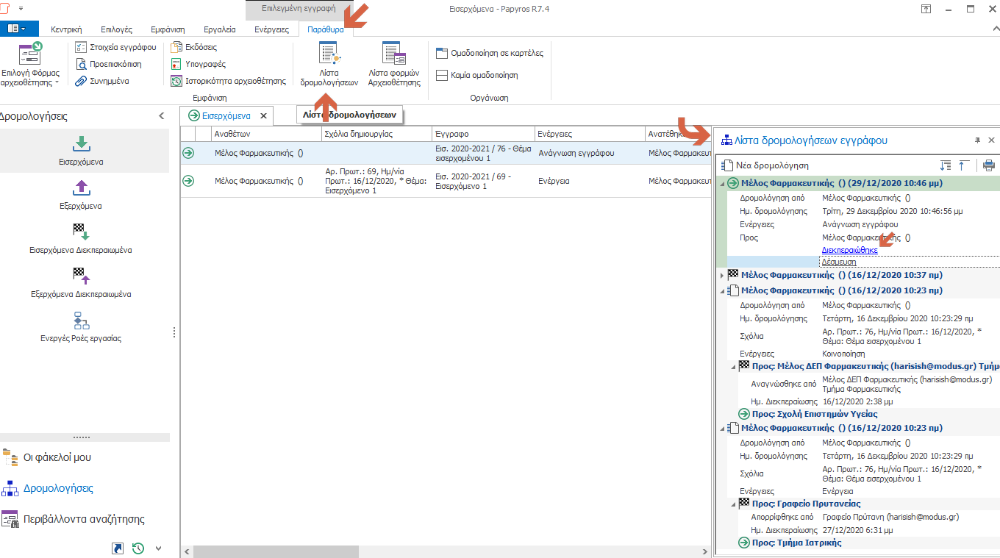 Επιλεγμένη εγγραφή
Εισερχόμενα - Papyros R7.4
Κεντρική
Επιλογές
Εμφάνιση
Εργαλεία
Ενέργειες
Παράθυρα
Επιλογή Φόρμας
αρχειοθέτησης
Στοιχεία εγγράφου
Προεπισκόπιση
Συνημμένα
Εκδόσεις
Υπογραφές
Ιστορικότητα αρχειοθέτησης
Εμφάνιση
Λίστα
δρομολογήσεων
Λίστα φορμών
Αρχειοθέτησης
Ομαδοποίηση σε καρτέλες
Καμία ομαδοποίηση
Οργάνωση
Δρομολογήσεις
Εισερχόμενα
Εξερχόμενα
Εισερχόμενα Διεκπεραιωμένα
Εξερχόμενα Διεκπεραιωμένα
Ενεργές Ροές εργασίας
Οι φάκελοί μου
Δρομολογήσεις
Περιβάλλοντα αναζήτησης
Εισερχόμενα
Λίστα δρομολογήσεων
Αναθέτων
Σχόλια δημιουργίας
Έγγραφο
Ενέργειες
Ανατέθηκε
Μέλος Φαρμακευτικής ()
Εισ. 2020-2021 / 76 - Θέμα
εισερχομένου 1
Ανάγνωση εγγράφου
Μέλος Φαρμακευτ
Μέλος Φαρμακευτικής ()
Αρ. Πρωτ.: 69, Ημ/νία
Πρωτ.: 16/12/2020, * Θέμα:
Εισερχόμενο 1
Εισ. 2020-2021 / 69 -
Εισερχόμενο 1
Ενέργεια
Μέλος Φαρμακευτ
Λίστα δρομολογήσεων εγγράφου
Νέα δρομολόγηση
Μέλος Φαρμακευτικής () (29/12/2020 10:46 μμ)
Δρομολόγηση από Μέλος Φαρμακευτικής ()
Ημ. δρομολόγησης Τρίτη, 29 Δεκεμβρίου 2020 10:46:56 μμ
Ενέργειες Ανάγνωση εγγράφου
Προς Μέλος Φαρμακευτικής ()
Διεκπεραιώθηκε
Δέσμευση
Μέλος Φαρμακευτικής () (16/12/2020 10:37 πμ)
Μέλος Φαρμακευτικής () (16/12/2020 10:23 πμ)
Δρομολόγηση από Μέλος Φαρμακευτικής ()
Ημ. δρομολόγησης Τετάρτη, 16 Δεκεμβρίου 2020 10:23:29 πμ
Σχόλια Αρ. Πρωτ.: 76, Ημ/νία Πρωτ.: 16/12/2020, *
Θέμα: Θέμα εισερχομένου 1
Ενέργειες Κοινοποίηση
Προς: Μέλος ΔΕΠ Φαρμακευτικής (harisish@modus.gr) Τμήμ
Αναγνώσθηκε από Μέλος ΔΕΠ Φαρμακευτικής (harisish@modus.gr)
Τμήμα Φαρμακευτικής
Ημ. Διεκπεραίωσης 16/12/2020 2:38 μμ
Προς: Σχολή Επιστημών Υγείας
Μέλος Φαρμακευτικής () (16/12/2020 10:23 πμ)
Δρομολόγηση από Μέλος Φαρμακευτικής ()
Ημ. δρομολόγησης Τετάρτη, 16 Δεκεμβρίου 2020 10:23:29 πμ
Σχόλια Αρ. Πρωτ.: 76, Ημ/νία Πρωτ.: 16/12/2020, *
Θέμα: Θέμα εισερχομένου 1
Ενέργειες Ενέργεια
Προς: Γραφείο Πρυτανείας
Απορρίφθηκε από Γραφείο Πρύτανη (harisish@modus.gr)
Ημ. Διεκπεραίωσης 27/12/2020 6:31 μμ
Προς: Τμήμα Ιατρικής